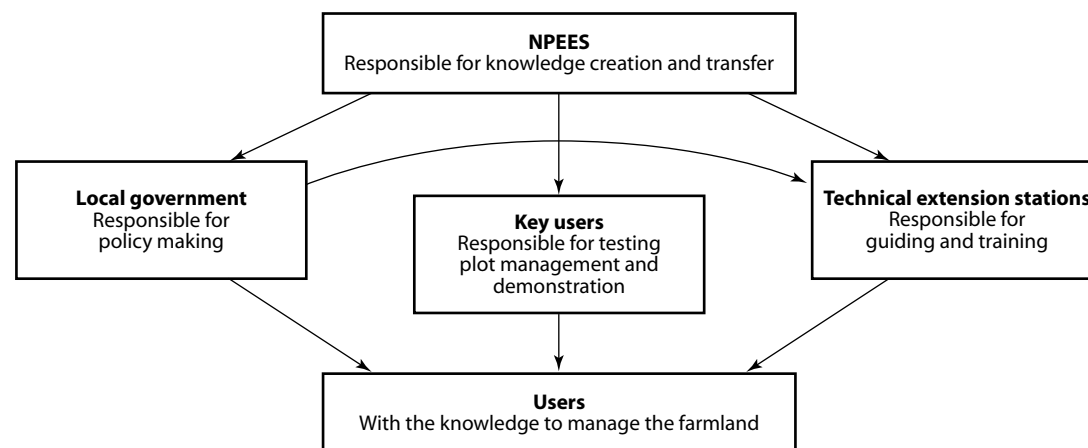 NPEES
Responsible for knowledge creation and transfer
Local government
Responsible for
policy making
Key users
Responsible for testing
plot management and
demonstration
Technical extension stations
Responsible for
guiding and training
Users
With the knowledge to manage the farmland